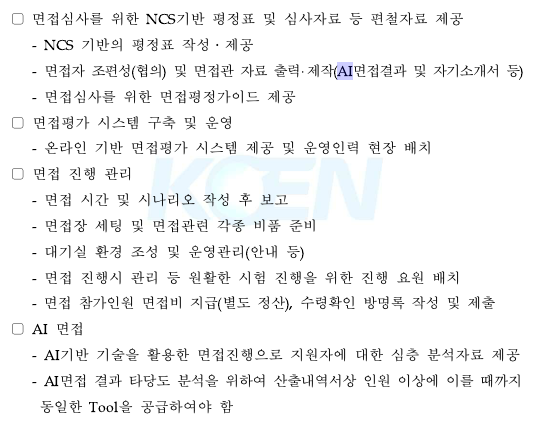 □ 면접심사를 위한 NCS기반 평정표 및 심사자료 등 편철자료 제공
- NCS 기반의 평정표 작성·제공
- 면접자 조편성(협의) 및 면접관 자료 출력·제작(AI면접결과 및 자기소개서 등)
- 면접심사를 위한 면접평정가이드 제공
□ 면접평가 시스템 구축 및 운영
- 온라인 기반 면접평가 시스템 제공 및 운영인력 현장 배치
□ 면접 진행 관리
- 면접 시간 및 시나리오 작성 후 보고
- 면접장 세팅 및 면접관련 각종 비품 준비
- 대기실 환경 조성 및 운영관리(안내 등)
- 면접 진행시 관리 등 원활한 시험 진행을 위한 진행 요원 배치
- 면접 참가인원 면접비 지급(별도 정산), 수령확인 방명록 작성 및 제출
□ AI 면접
- AI기반 기술을 활용한 면접진행으로 지원자에 대한 심층 분석자료 제공
- AI면접 결과 타당도 분석을 위하여 산출내역서상 인원 이상에 이를 때까지
동일한 Tool을 공급하여야 함
KOEN